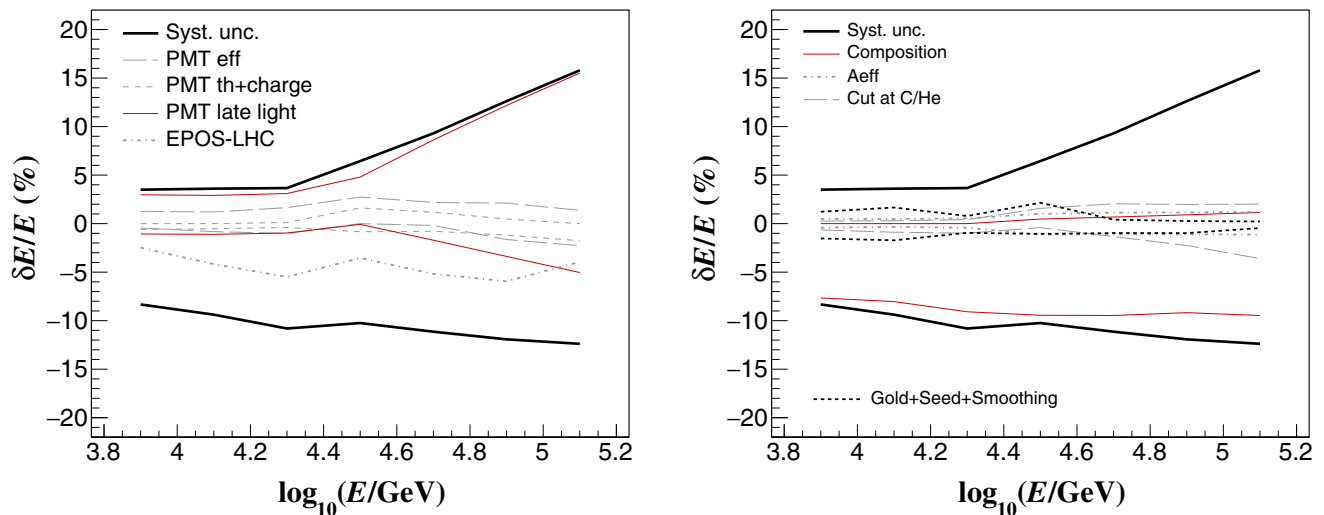 20
15
10
5
0
−5
−10
−15
−20
δE/E (%)
Syst. unc.
PMT eff
PMT th+charge
PMT late light
EPOS-LHC
3.8 4 4.2 4.4 4.6 4.8 5 5.2
log10(E/GeV)
20
15
10
5
0
−5
−10
−15
−20
δE/E (%)
Syst. unc.
Composition
Aeff
Cut at C/He
Gold+Seed+Smoothing
3.8 4 4.2 4.4 4.6 4.8 5 5.2
log10(E/GeV)